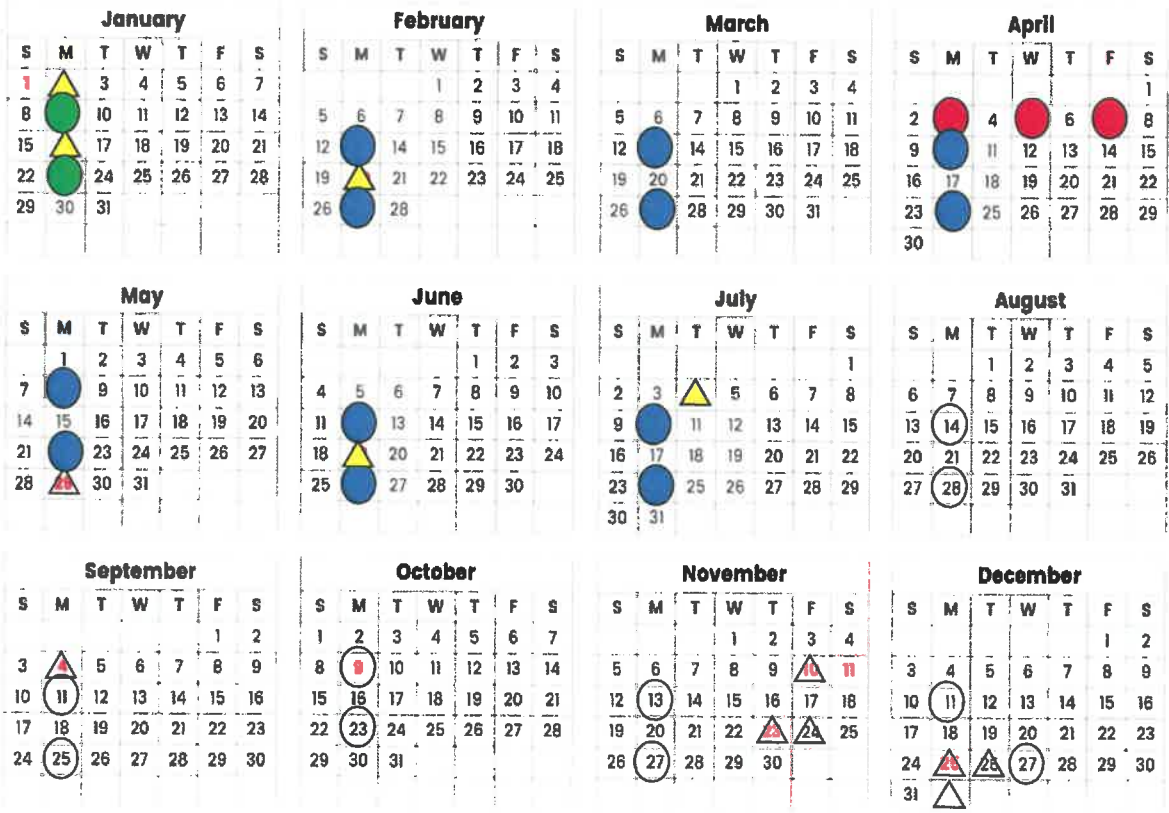 January
S M T W T F S
1 3 4 5 6 7
8 10 11 12 13 14
15 17 18 19 20 21
22 24 25 26 27 28
29 30 31
February
S M T W T F S
1 2 3 4
5 6 7 8 9 10 11
12 14 15 16 17 18
19 21 22 23 24 25
26 28
March
S M T W T F S
1 2 3 4
5 6 7 8 9 10 11
12 14 15 16 17 18
19 20 21 22 23 24 25
26 28 29 30 31
April
S M T W T F S
1
2 4 6 8
9 11 12 13 14 15
16 17 18 19 20 21 22
23 25 26 27 28 29
30
May
S M T W T F S
1 2 3 4 5 6
7 9 10 11 12 13
14 15 16 17 18 19 20
21 23 24 25 26 27
28 29 30 31
June
S M T W T F S
1 2 3
4 5 6 7 8 9 10
11 13 14 15 16 17
18 20 21 22 23 24
25 27 28 29 30
July
S M T W T F S
1
2 3 5 6 7 8
9 11 12 13 14 15
16 17 18 19 20 21 22
23 25 26 27 28 29
30 31
August
S M T W T F S
1 2 3 4 5
6 7 8 9 10 11 12
13 14 15 16 17 18 19
20 21 22 23 24 25 26
27 28 29 30 31
September
S M T W T F S
1 2
3 4 5 6 7 8 9
10 11 12 13 14 15 16
17 18 19 20 21 22 23
24 25 26 27 28 29 30
October
S M T W T F S
1 2 3 4 5 6 7
8 9 10 11 12 13 14
15 16 17 18 19 20 21
22 23 24 25 26 27 28
29 30 31
November
S M T W T F S
1 2 3 4
5 6 7 8 9 10 11
12 13 14 15 16 17 18
19 20 21 22 23 24 25
26 27 28 29 30
December
S M T W T F S
1 2
3 4 5 6 7 8 9
10 11 12 13 14 15 16
17 18 19 20 21 22 23
24 25 26 27 28 29 30
31